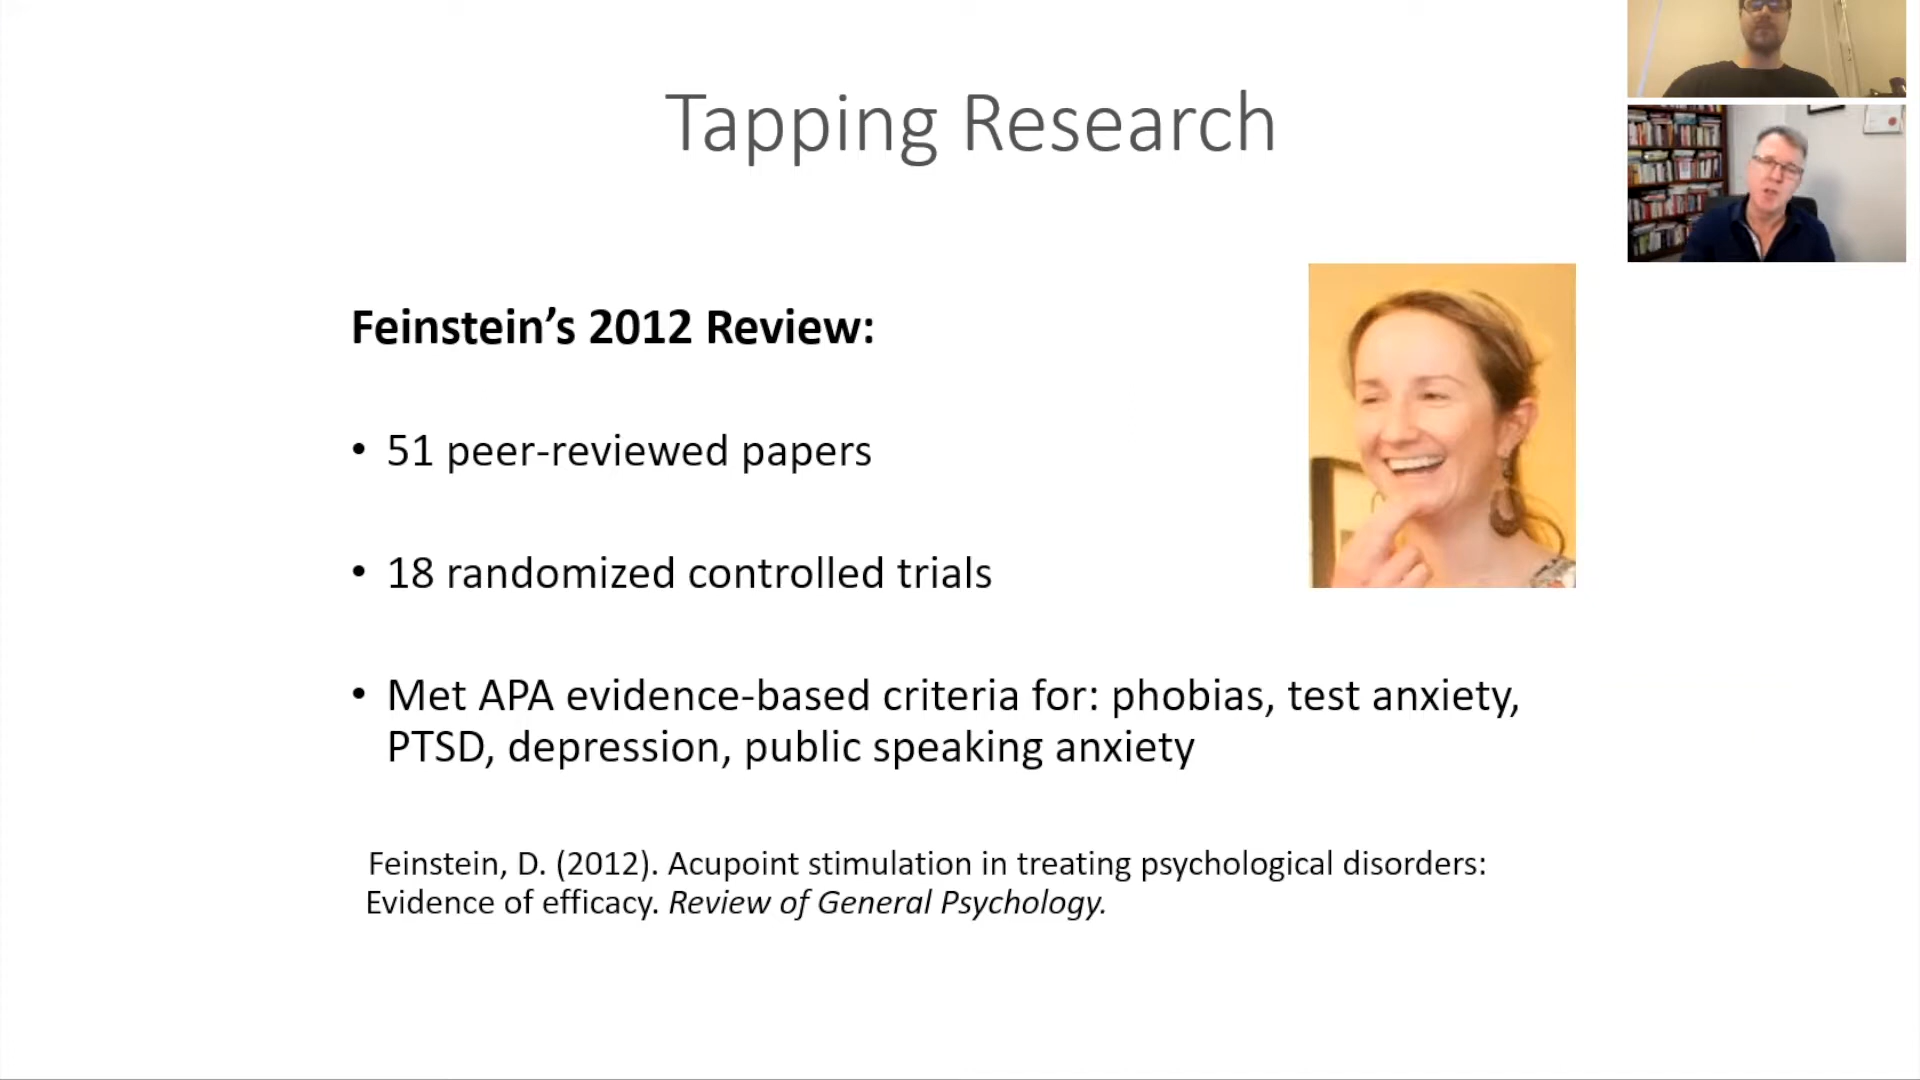 Tapping Research
Feinstein’s 2012 Review:
• 51 peer-reviewed papers
• 18 randomized controlled trials
• Met APA evidence-based criteria for: phobias, test anxiety,
PTSD, depression, public speaking anxiety
Feinstein, D. (2012). Acupoint stimulation in treating psychological disorders:
Evidence of efficacy. Review of General Psychology.